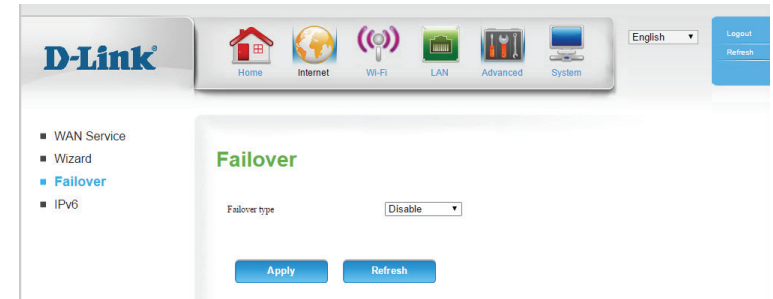 D-Link
Home Internet Wi-Fi LAN Advanced System
English
Logout
Refresh
WAN Service
Wizard
Failover
IPv6
Failover
Failover type Disable
Apply Refresh